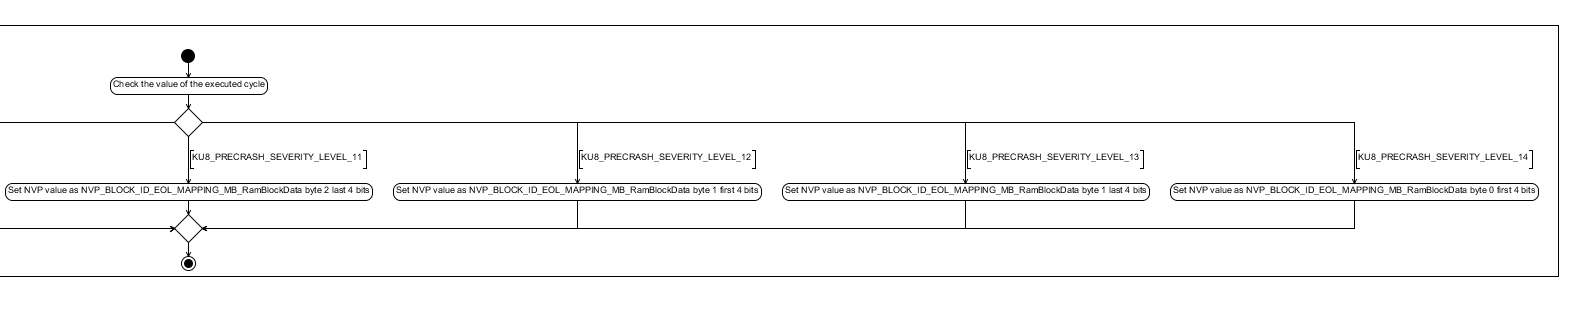 Check the value of the executed cycle
[KU8_PRECRASH_SEVERITY_LEVEL_11]
[KU8_PRECRASH_SEVERITY_LEVEL_12]
[KU8_PRECRASH_SEVERITY_LEVEL_13]
[KU8_PRECRASH_SEVERITY_LEVEL_14]
Set NVP value as NVP_BLOCK_ID_EOL_MAPPING_MB_RamBlockData byte 2 last 4 bits
Set NVP value as NVP_BLOCK_ID_EOL_MAPPING_MB_RamBlockData byte 1 first 4 bits
Set NVP value as NVP_BLOCK_ID_EOL_MAPPING_MB_RamBlockData byte 1 last 4 bits
Set NVP value as NVP_BLOCK_ID_EOL_MAPPING_MB_RamBlockData byte 0 first 4 bits